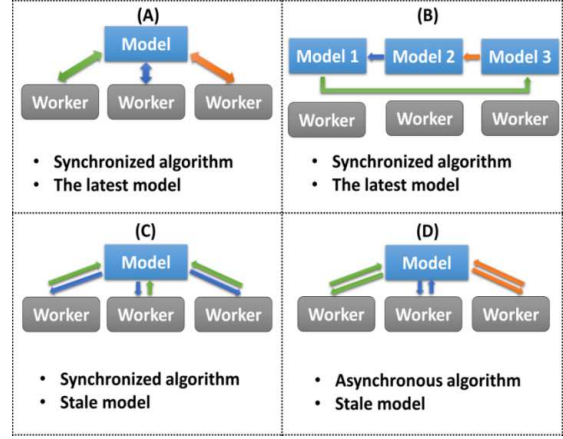 (A)
Model
Worker Worker Worker
• Synchronized algorithm
• The latest model
(B)
Model 1 Model 2 Model 3
Worker Worker Worker
• Synchronized algorithm
• The latest model
(C)
Model
Worker Worker Worker
• Synchronized algorithm
• Stale model
(D)
Model
Worker Worker Worker
• Asynchronous algorithm
• Stale model